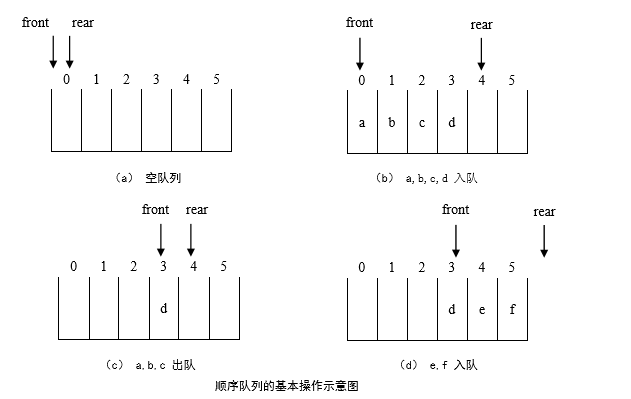 front rear
0 1 2 3 4 5
(a) 空队列
front rear
0 1 2 3 4 5
a b c d
(b) a,b,c,d 入队
front rear
0 1 2 3 4 5
d
(c) a,b,c 出队
front rear
0 1 2 3 4 5
d e f
(d) e,f 入队
顺序队列的基本操作示意图